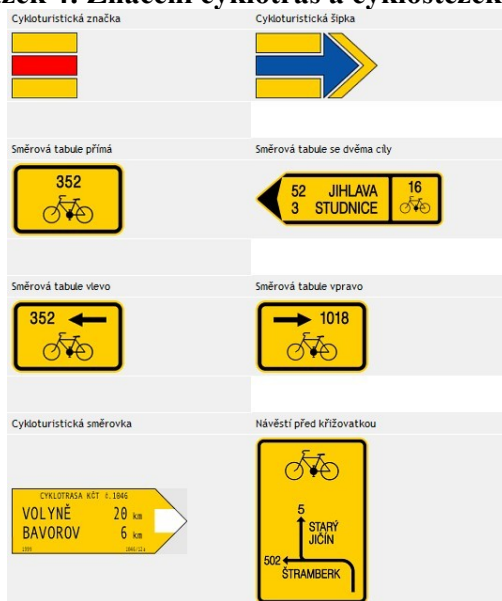 zek 4. Značení cyklotras a cyklostezek
Cykloturistická značka
Cykloturistická šipka
Směrová tabule přímá
Směrová tabule se dvěma cíly
352
52 JIHLAVA 16
3 STUDNICE
Směrová tabule vlevo
Směrová tabule vpravo
352
1018
Cykloturistická směrovka
Návěstí před křižovatkou
CYKLOTRASA KČT č.1046
VOLYNĚ 20 km
BAVOROV 6 km
5
STARÝ
JIČÍN
502
ŠTRAMBERK